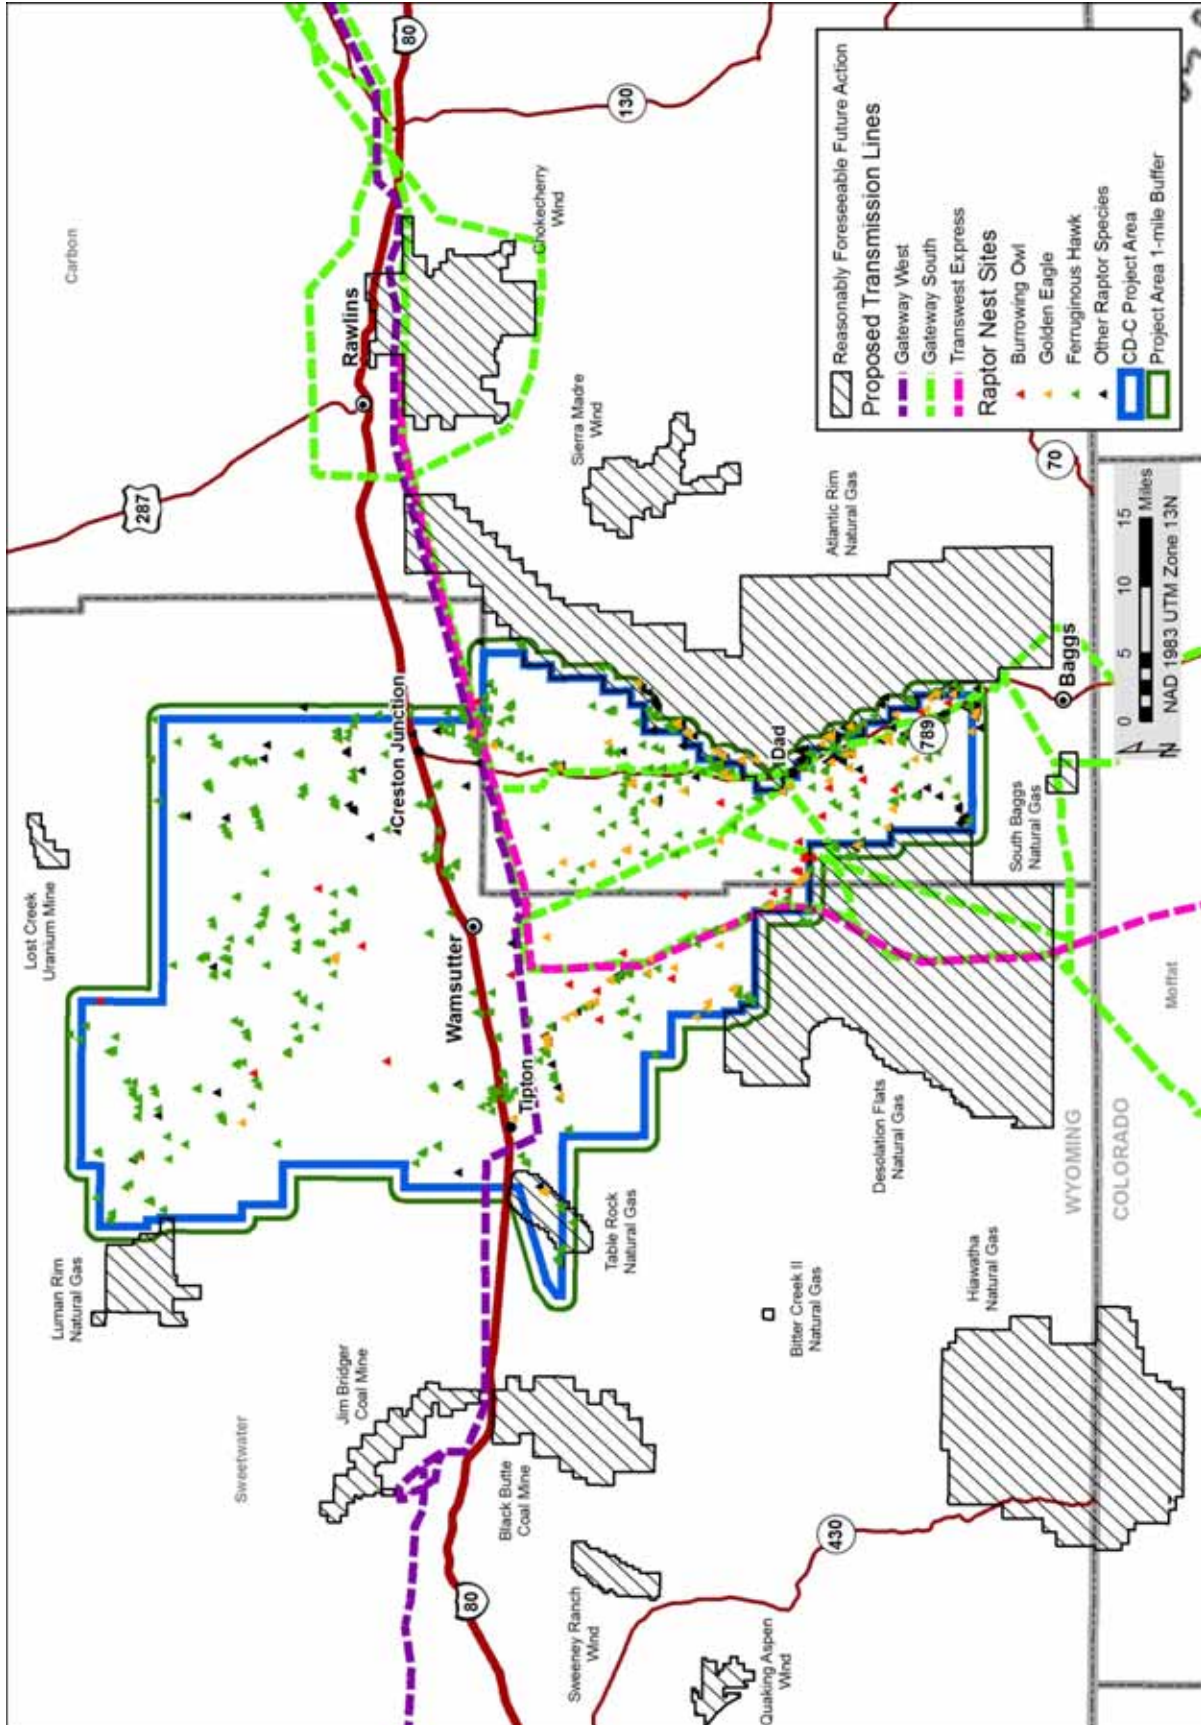 Carbon
Sweetwater
Lost Creek
Uranium Mine
Luman Rim
Natural Gas
Jim Bridger
Coal Mine
Black Butte
Coal Mine
Table Rock
Natural Gas
Sweeney Ranch
Wind
Quaking Aspen
Wind
Bitter Creek II
Natural Gas
Hiawatha
Natural Gas
Desolation Flats
Natural Gas
South Baggs
Natural Gas
Atlantic Rim
Natural Gas
Sierra Madre
Wind
Chokecherry
Wind
Rawlins
Creston Junction
Wamsutter
Tipton
Dad
Baggs
80
287
80
130
789
430
70
WYOMING
COLORADO
Moffat
Reasonably Foreseeable Future Action
Proposed Transmission Lines
Gateway West
Gateway South
Transwest Express
Raptor Nest Sites
Burrowing Owl
Golden Eagle
Ferruginous Hawk
Other Raptor Species
CD-C Project Area
Project Area 1-mile Buffer
N
0 5 10 15
Miles
NAD 1983 UTM Zone 13N